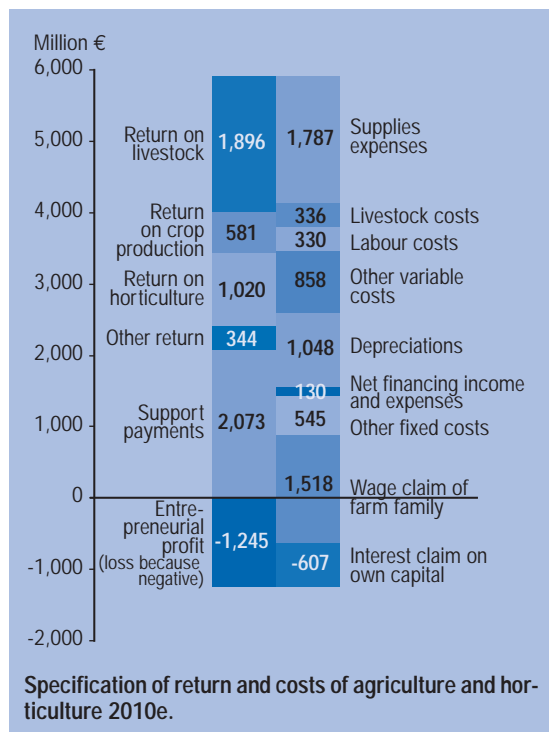 Million €
6,000
5,000
4,000
3,000
2,000
1,000
0
-1,000
-2,000
Return on
livestock
1,896
Return
on crop
production
581
Return on
horticulture
1,020
Other return
344
Support
payments
2,073
Entre-
preneurial
profit
(loss because
negative)
-1,245
1,787
Supplies
expenses
336
Livestock costs
330
Labour costs
858
Other variable
costs
1,048
Depreciations
130
Net financing income
and expenses
545
Other fixed costs
1,518
Wage claim of
farm family
-607
Interest claim on
own capital
Specification of return and costs of agriculture and hor-
ticulture 2010e.